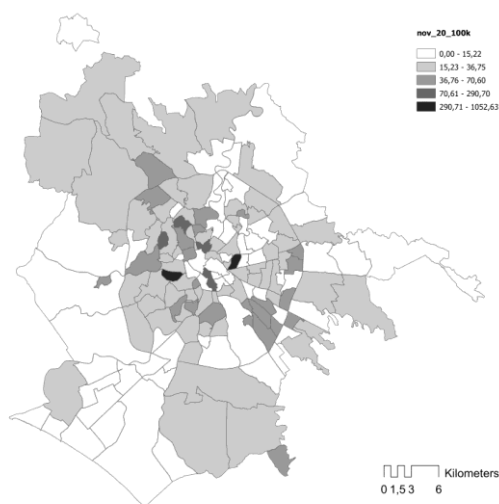 nov_20_100k
0,00 - 15,22
15,23 - 36,75
36,76 - 70,60
70,61 - 290,70
290,71 - 1052,63
Kilometers
0 1,5 3 6